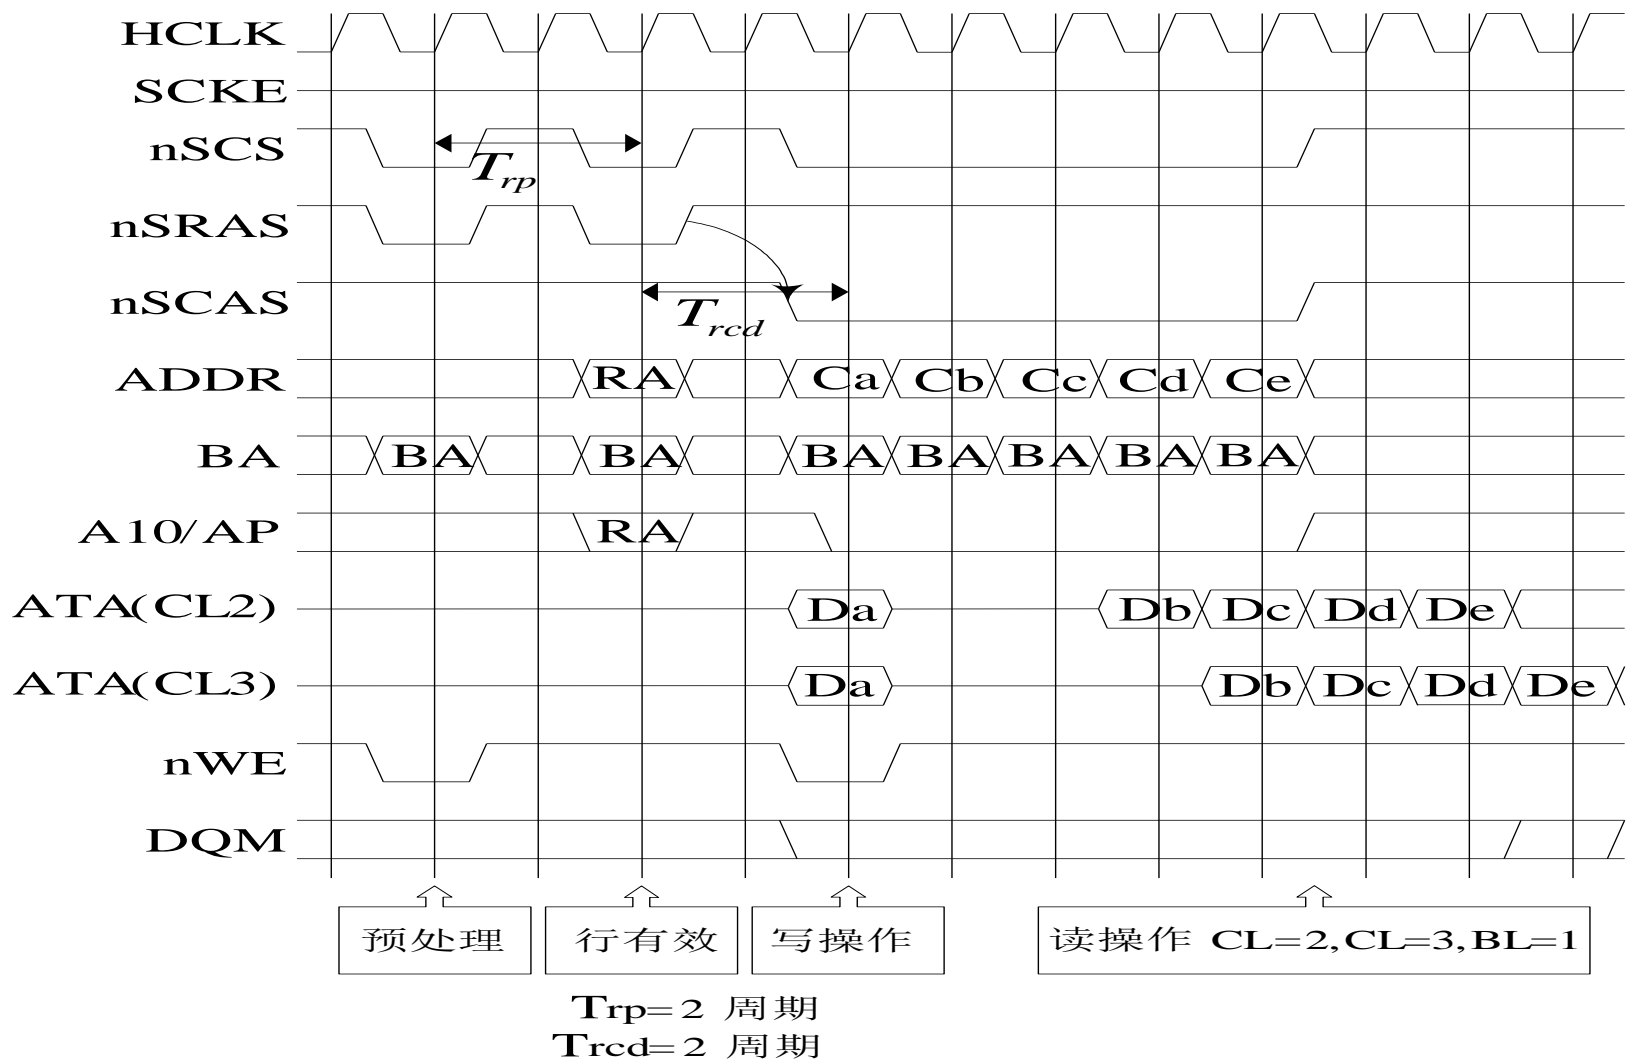 HCLK
SCKE
nSCS
Trp
nSRAS
nSCAS
Trcd
ADDR RA Ca Cb Cc Cd Ce
BA BA BA BA BA BA BA BA
A10/AP RA
ATA(CL2) Da Db Dc Dd De
ATA(CL3) Da Db Dc Dd De
nWE
DQM
预处理 行有效 写操作 读操作 CL=2,CL=3,BL=1
Trp=2 周期
Trcd=2 周期